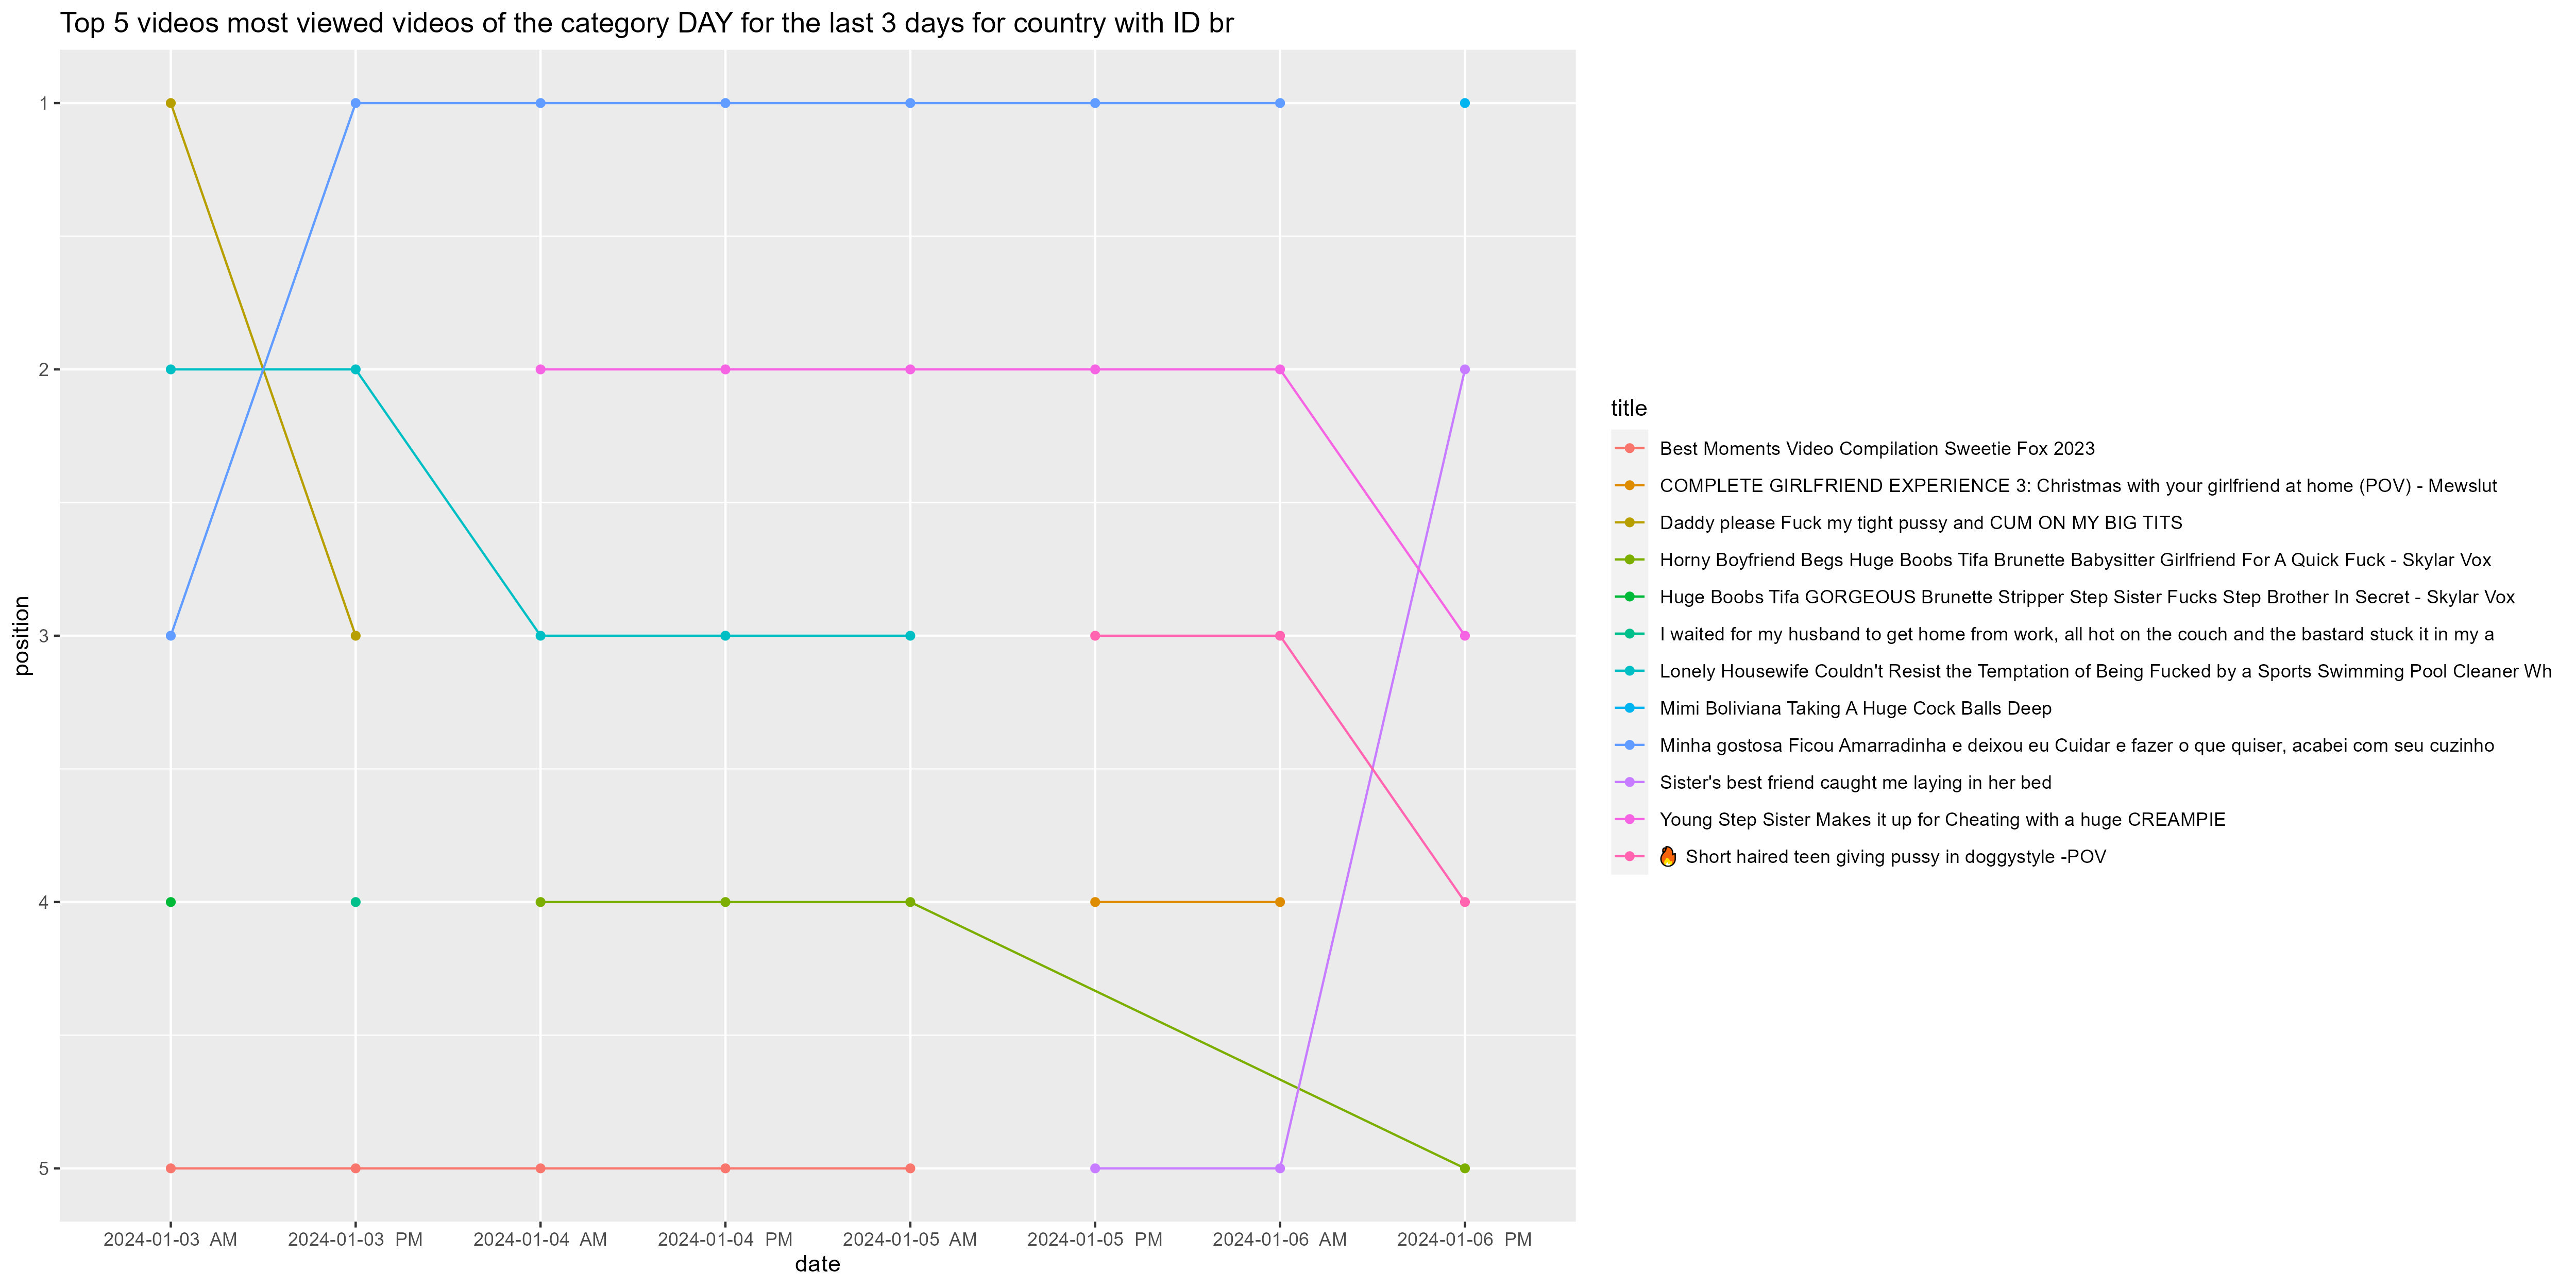 Top 5 videos most viewed videos of the category DAY for the last 3 days for country with ID br
position
1
2
3
4
5
2024-01-03 AM
2024-01-03 PM
2024-01-04 AM
2024-01-04 PM
2024-01-05 AM
2024-01-05 PM
2024-01-06 AM
2024-01-06 PM
date
title
Best Moments Video Compilation Sweetie Fox 2023
COMPLETE GIRLFRIEND EXPERIENCE 3: Christmas with your girlfriend at home (POV) - Mewslut
Daddy please Fuck my tight pussy and CUM ON MY BIG TITS
Horny Boyfriend Begs Huge Boobs Tifa Brunette Babysitter Girlfriend For A Quick Fuck - Skylar Vox
Huge Boobs Tifa GORGEOUS Brunette Stripper Step Sister Fucks Step Brother In Secret - Skylar Vox
I waited for my husband to get home from work, all hot on the couch and the bastard stuck it in my a
Lonely Housewife Couldn't Resist the Temptation of Being Fucked by a Sports Swimming Pool Cleaner Wh
Mimi Boliviana Taking A Huge Cock Balls Deep
Minha gostosa Ficou Amarradinha e deixou eu Cuidar e fazer o que quiser, acabei com seu cuzinho
Sister's best friend caught me laying in her bed
Young Step Sister Makes it up for Cheating with a huge CREAMPIE
🔥 Short haired teen giving pussy in doggystyle -POV